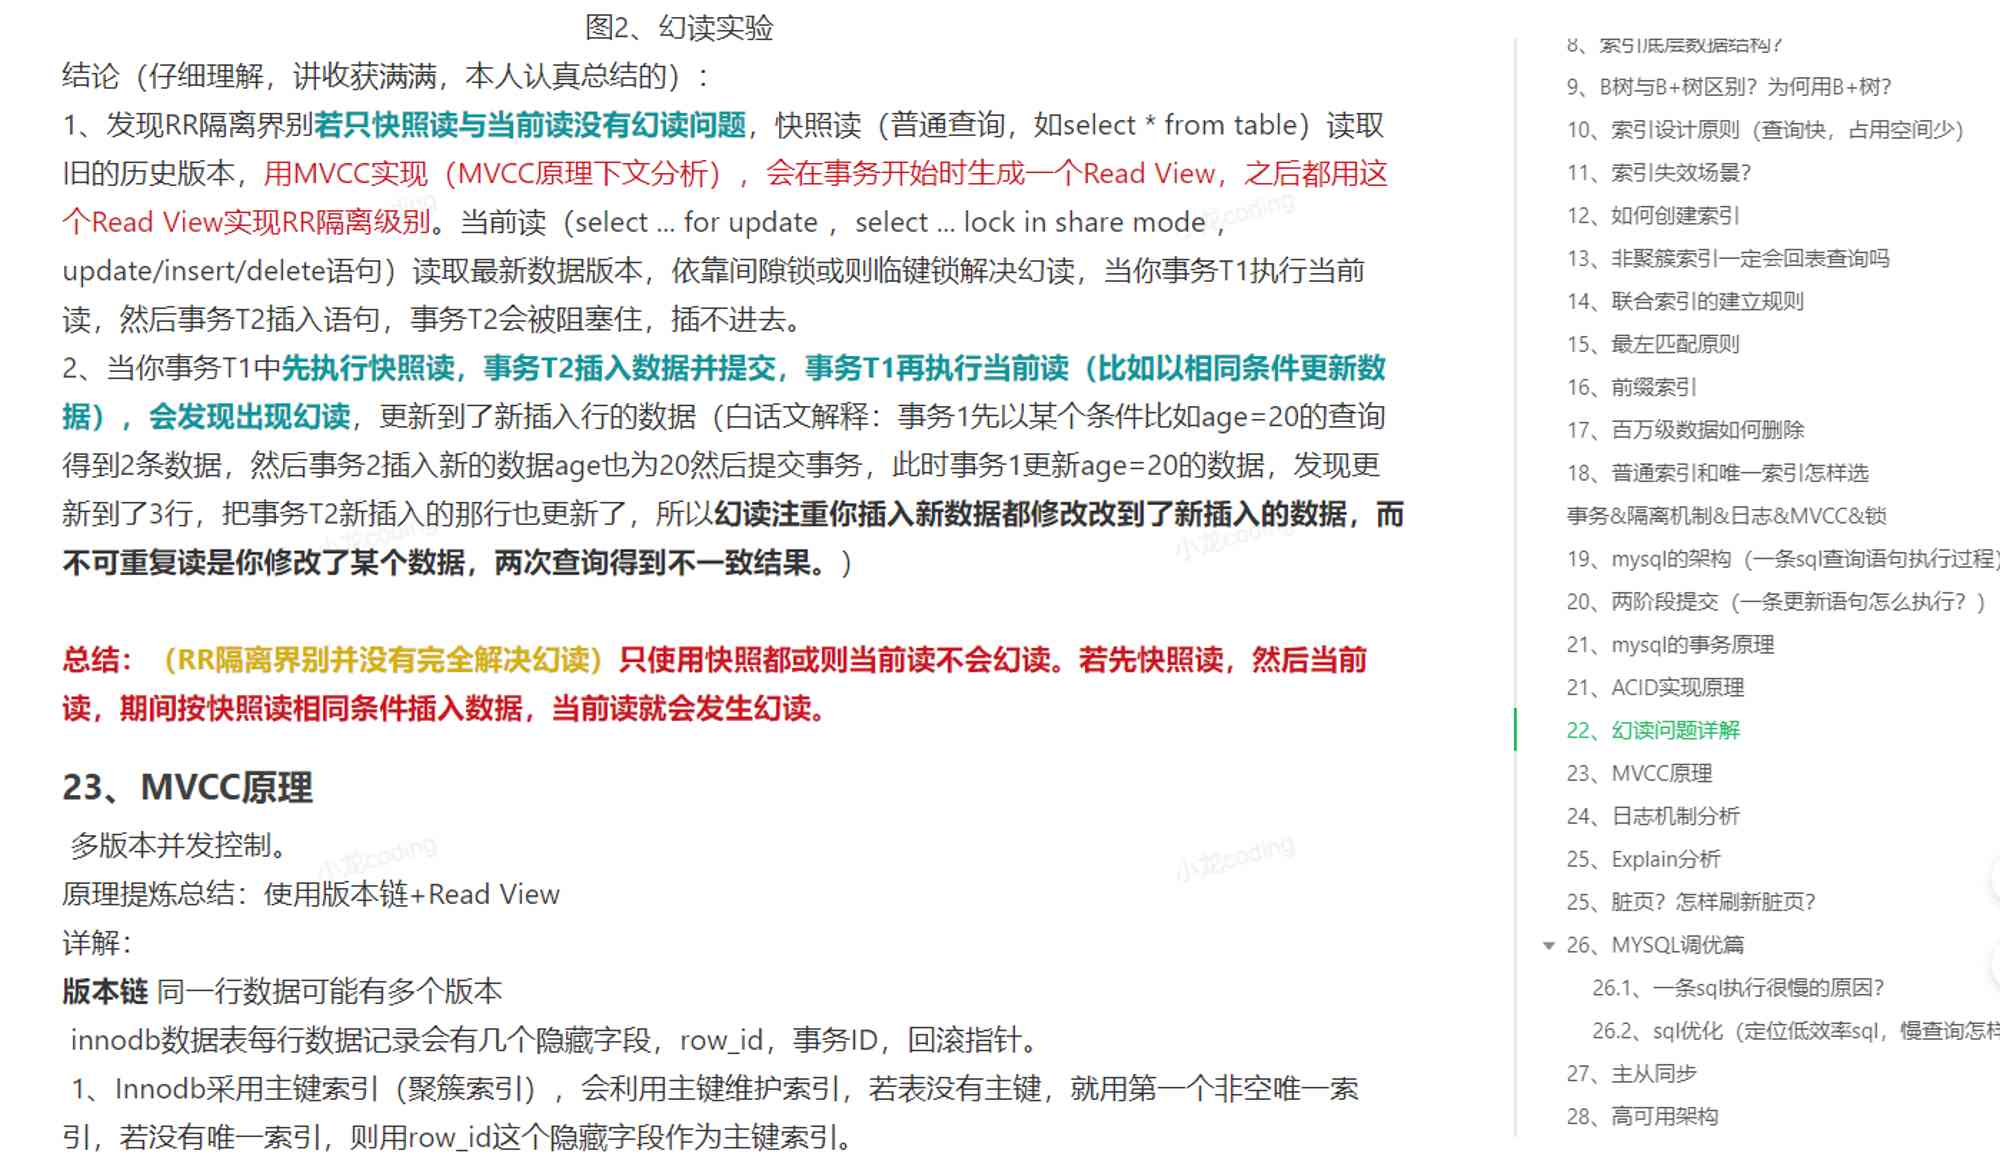 图2、幻读实验
结论（仔细理解，讲收获满满，本人认真总结的）：
1、发现RR隔离界别若只快照读与当前读没有幻读问题，快照读（普通查询，如select * from table）读取
旧的历史版本，用MVCC实现（MVCC原理下文分析），会在事务开始时生成一个Read View，之后都用这
个Read View实现RR隔离级别。当前读（select ... for update ，select ... lock in share mode ，
update/insert/delete语句）读取最新数据版本，依靠间隙锁或则临键锁解决幻读，当你事务T1执行当前
读，然后事务T2插入语句，事务T2会被阻塞住，插不进去。
2、当你事务T1中先执行快照读，事务T2插入数据并提交，事务T1再执行当前读（比如以相同条件更新数
据），会发现出现幻读，更新到了新插入行的数据（白话文解释：事务1先以某个条件比如age=20的查询
得到2条数据，然后事务2插入新的数据age也为20然后提交事务，此时事务1更新age=20的数据，发现更
新到了3行，把事务T2新插入的那行也更新了，所以幻读注重你插入新数据都修改改到了新插入的数据，而
不可重复读是你修改了某个数据，两次查询得到不一致结果。）
总结：（RR隔离界别并没有完全解决幻读）只使用快照都或则当前读不会幻读。若先快照读，然后当前
读，期间按快照读相同条件插入数据，当前读就会发生幻读。
23、MVCC原理
多版本并发控制。
原理提炼总结：使用版本链+Read View
详解：
版本链 同一行数据可能有多个版本
innodb数据表每行数据记录会有几个隐藏字段，row_id，事务ID，回滚指针。
1、Innodb采用主键索引（聚簇索引），会利用主键维护索引，若表没有主键，就用第一个非空唯一索
引，若没有唯一索引，则用row_id这个隐藏字段作为主键索引。
小龙coding
小龙coding
小龙coding
小龙coding
8、索引底层数据结构？
9、B树与B+树区别？为何用B+树？
10、索引设计原则（查询快，占用空间少）
11、索引失效场景？
12、如何创建索引
13、非聚簇索引一定会回表查询吗
14、联合索引的建立规则
15、最左匹配原则
16、前缀索引
17、百万级数据如何删除
18、普通索引和唯一索引怎样选
事务&隔离机制&日志&MVCC&锁
19、mysql的架构（一条sql查询语句执行过程）
20、两阶段提交（一条更新语句怎么执行？）
21、mysql的事务原理
21、ACID实现原理
22、幻读问题详解
23、MVCC原理
24、日志机制分析
25、Explain分析
25、脏页？怎样刷新脏页？
26、MYSQL调优篇
26.1、一条sql执行很慢的原因？
26.2、sql优化（定位低效率sql，慢查询怎样
27、主从同步
28、高可用架构